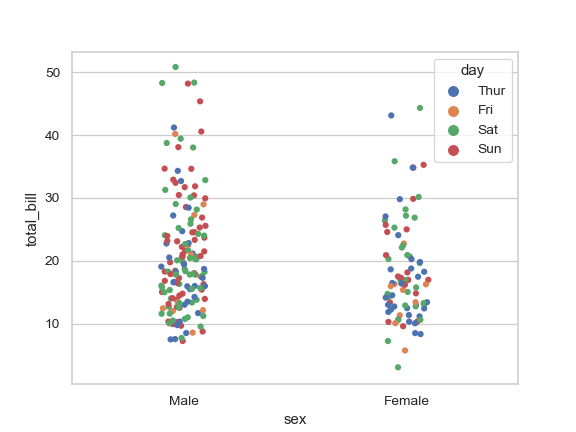 day
Thur
Fri
Sat
Sun
50
40
30
20
10
total_bill
Male
Female
sex